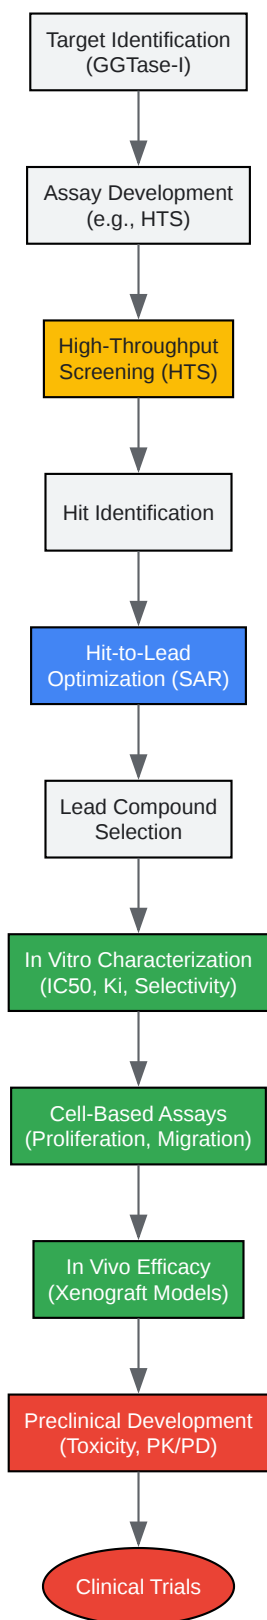 Target Identification
(GGTase-I)
Assay Development
(e.g., HTS)
High-Throughput
Screening (HTS)
Hit Identification
Hit-to-Lead
Optimization (SAR)
Lead Compound
Selection
In Vitro Characterization
(IC50, Ki, Selectivity)
Cell-Based Assays
(Proliferation, Migration)
In Vivo Efficacy
(Xenograft Models)
Preclinical Development
(Toxicity, PK/PD)
Clinical Trials